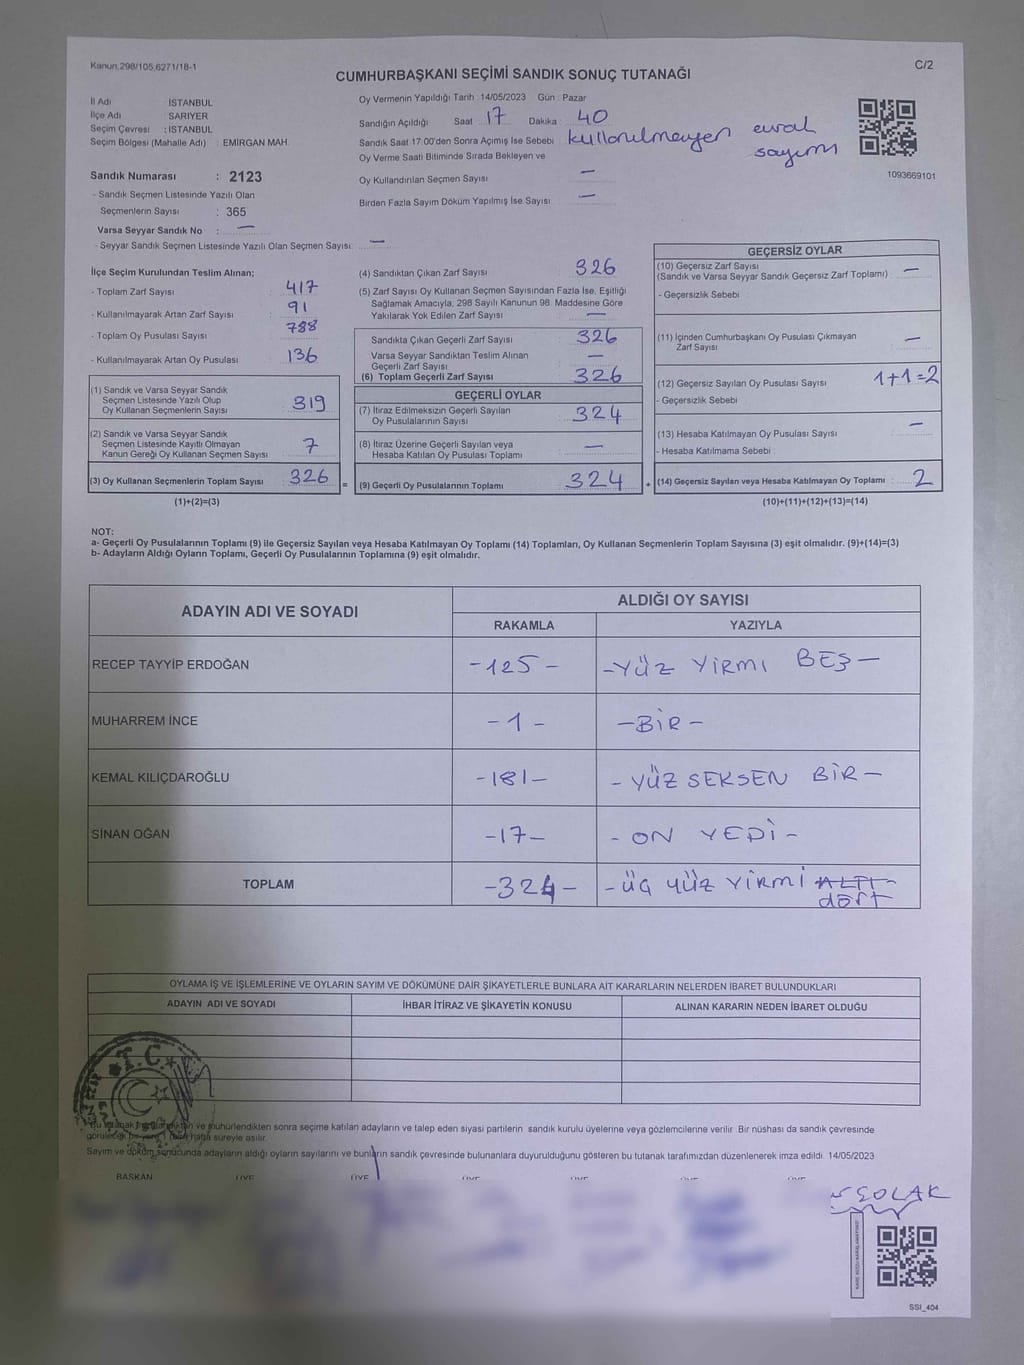 Kanun.298/105,6271/18-1
C/2
CUMHURBAŞKANI SEÇİMİ SANDIK SONUÇ TUTANAĞI
İl Adı : İSTANBUL
İlçe Adı : SARIYER
Seçim Çevresi : İSTANBUL
Seçim Bölgesi (Mahalle Adı) : EMİRGAN MAH.
Oy Vermenin Yapıldığı Tarih : 14/05/2023 Gün : Pazar
Sandığın Açıldığı Saat 17 Dakika 40
Sandık Saat 17:00'den Sonra Açımış İse Sebebi : kullanılmayan evrak
sayımı
Oy Verme Saati Bitiminde Sırada Bekleyen ve
Oy Kullandırılan Seçmen Sayısı : —
Birden Fazla Sayım Döküm Yapılmış İse Sayısı : —
1093669101
Sandık Numarası : 2123
- Sandık Seçmen Listesinde Yazılı Olan
Seçmenlerin Sayısı : 365
Varsa Seyyar Sandık No : —
- Seyyar Sandık Seçmen Listesinde Yazılı Olan Seçmen Sayısı : —
İlçe Seçim Kurulundan Teslim Alınan;
- Toplam Zarf Sayısı : 417
- Kullanılmayarak Artan Zarf Sayısı : 91
- Toplam Oy Pusulası Sayısı : 788
- Kullanılmayarak Artan Oy Pusulası : 136
(1) Sandık ve Varsa Seyyar Sandık
Seçmen Listesinde Yazılı Olup
Oy Kullanan Seçmenlerin Sayısı : 319
(2) Sandık ve Varsa Seyyar Sandık
Seçmen Listesinde Kayıtlı Olmayan
Kanun Gereği Oy Kullanan Seçmen Sayısı : 7
(3) Oy Kullanan Seçmenlerin Toplam Sayısı : 326
(1)+(2)=(3)
(4) Sandıktan Çıkan Zarf Sayısı : 326
(5) Zarf Sayısı Oy Kullanan Seçmen Sayısından Fazla İse, Eşitliği
Sağlamak Amacıyla, 298 Sayılı Kanunun 98. Maddesine Göre
Yakılarak Yok Edilen Zarf Sayısı : —
Sandıkta Çıkan Geçerli Zarf Sayısı : 326
Varsa Seyyar Sandıktan Teslim Alınan
Geçerli Zarf Sayısı : —
(6) Toplam Geçerli Zarf Sayısı : 326
GEÇERLİ OYLAR
(7) İtiraz Edilmeksizin Geçerli Sayılan
Oy Pusulalarının Sayısı : 324
(8) İtiraz Üzerine Geçerli Sayılan veya
Hesaba Katılan Oy Pusulası Toplamı : —
= (9) Geçerli Oy Pusulalarının Toplamı : 324
GEÇERSİZ OYLAR
(10) Geçersiz Zarf Sayısı
(Sandık ve Varsa Seyyar Sandık Geçersiz Zarf Toplamı) : —
- Geçersizlik Sebebi :
(11) İçinden Cumhurbaşkanı Oy Pusulası Çıkmayan
Zarf Sayısı : —
(12) Geçersiz Sayılan Oy Pusulası Sayısı : 1+1=2
- Geçersizlik Sebebi :
(13) Hesaba Katılmayan Oy Pusulası Sayısı : —
- Hesaba Katılmama Sebebi :
+ (14) Geçersiz Sayılan veya Hesaba Katılmayan Oy Toplamı : 2
(10)+(11)+(12)+(13)=(14)
NOT:
a- Geçerli Oy Pusulalarının Toplamı (9) ile Geçersiz Sayılan veya Hesaba Katılmayan Oy Toplamı (14) Toplamları, Oy Kullanan Seçmenlerin Toplam Sayısına (3) eşit olmalıdır. (9)+(14)=(3)
b- Adayların Aldığı Oyların Toplamı, Geçerli Oy Pusulalarının Toplamına (9) eşit olmalıdır.
ADAYIN ADI VE SOYADI
ALDIĞI OY SAYISI
RAKAMLA YAZIYLA
RECEP TAYYİP ERDOĞAN -125- -YÜZ YİRMİ BEŞ-
MUHARREM İNCE -1- -BİR-
KEMAL KILIÇDAROĞLU -181- -YÜZ SEKSEN BİR-
SİNAN OĞAN -17- -ON YEDİ-
TOPLAM -324- -ÜÇ YÜZ YİRMİ ALTI-
dört
OYLAMA İŞ VE İŞLEMLERİNE VE OYLARIN SAYIM VE DÖKÜMÜNE DAİR ŞİKAYETLERLE BUNLARA AİT KARARLARIN NELERDEN İBARET BULUNDUKLARI
ADAYIN ADI VE SOYADI İHBAR İTİRAZ VE ŞİKAYETİN KONUSU ALINAN KARARIN NEDEN İBARET OLDUĞU
T.C.
Bu tutanak ve mühürlendikten sonra seçime katılan adayların ve talep eden siyasi partilerin sandık kurulu üyelerine veya gözlemcilerine verilir. Bir nüshası da sandık çevresinde
görülecek bir hafta süreyle asılır.
Sayım ve döküm sonucunda adayların aldığı oyların sayılarını ve bunların sandık çevresinde bulunanlara duyurulduğunu gösteren bu tutanak tarafımızdan düzenlenerek imza edildi. 14/05/2023
BAŞKAN ÜYE ÜYE ÜYE ÜYE ÜYE ÜYE
SOLAK
SSI_404